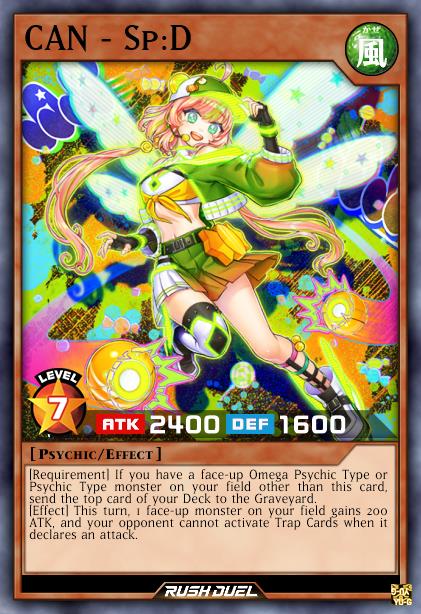 CAN - Sp:D
かぜ
風
LEVEL
7
ATK 2400 DEF 1600
[ Psychic/Effect ]
[Requirement] If you have a face-up Omega Psychic Type or
Psychic Type monster on your field other than this card,
send the top card of your Deck to the Graveyard.
[Effect] This turn, 1 face-up monster on your field gains 200
ATK, and your opponent cannot activate Trap Cards when it
declares an attack.
RUSH DUEL